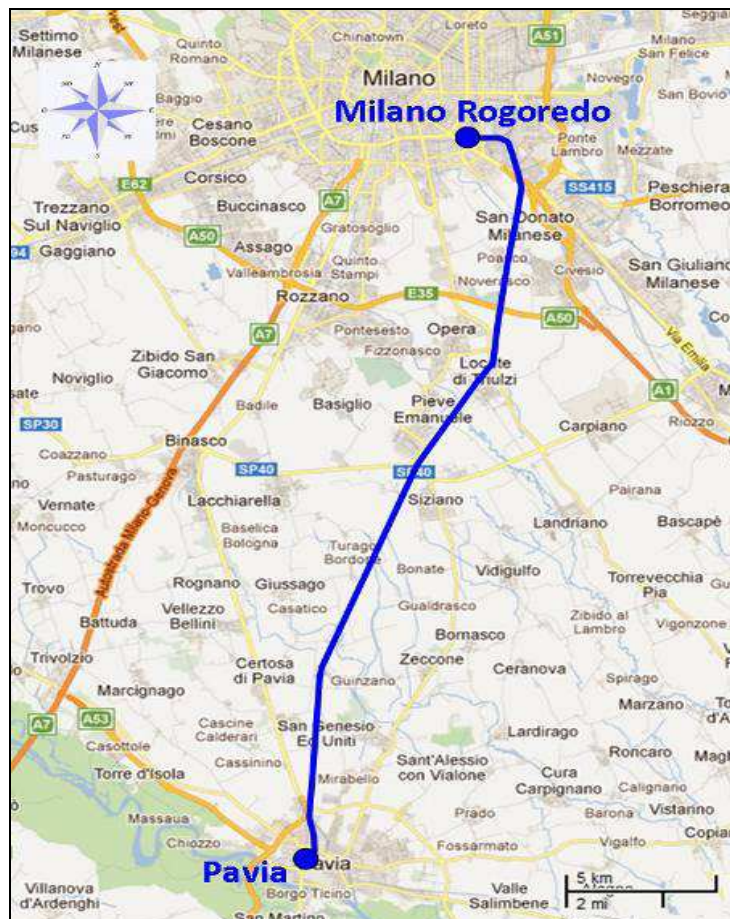 Settimo
Milanese
Quinto
Romano
Chinatown
A51
Milano
San Felice
Milano
Baggio
Novegro
San Bovio
Milano Rogoredo
Cesano
Boscone
Ponte
Lambro
Mezzate
Corsico
E62
A7
SS415
Peschiera
Borromeo
Trezzano
Sul Naviglio
Buccinasco
Gratosoglio
San Donato
Milanese
Gaggiano
A50
Assago
Quinto
Stampi
Poasco
Civesio
San Giuliano
Milanese
Valleambrosia
Noverasco
Rozzano
E35
A50
Via Emilia
A7
Pontesesto
Opera
Zibido San
Giacomo
Fizzonasco
Locate
di Triulzi
Noviglio
Badile
Basiglio
Pieve
Emanuele
A1
SP30
Carpiano
Riozzo
Coazzano
Binasco
SP40
SP40
Pasturago
Vernate
Lacchiarella
Siziano
Pairana
Moncucco
Autostrada Milano-Genova
Baselica
Bologna
Landriano
Bascapè
Turago
Bordone
Trovo
Rognano
Giussago
Bonate
Vidigulfo
Torrevecchia
Pia
Casatico
Gualdrasco
Battuda
Vellezzo
Bellini
Zibido al
Lambro
Vigonzone
Bornasco
Trivolzio
Certosa
di Pavia
Zeccone
Ceranova
Marcignago
Guinzano
Spirago
Marzano
A7
A53
Cascine
Calderari
San Genesio
Ed Uniti
Lardirago
Casottole
Roncaro
Cassinino
Sant'Alessio
con Vialone
Torre d'Isola
Mirabello
Cura
Carpignano
Calignano
Massaua
Prado
Barona
Vistarino
Chiozzo
Fossarmato
Vigalfo
Pavia
5 km
2 mi
Villanova
d'Ardenghi
Borgo Ticino
Valle
Salimbene
San Martino